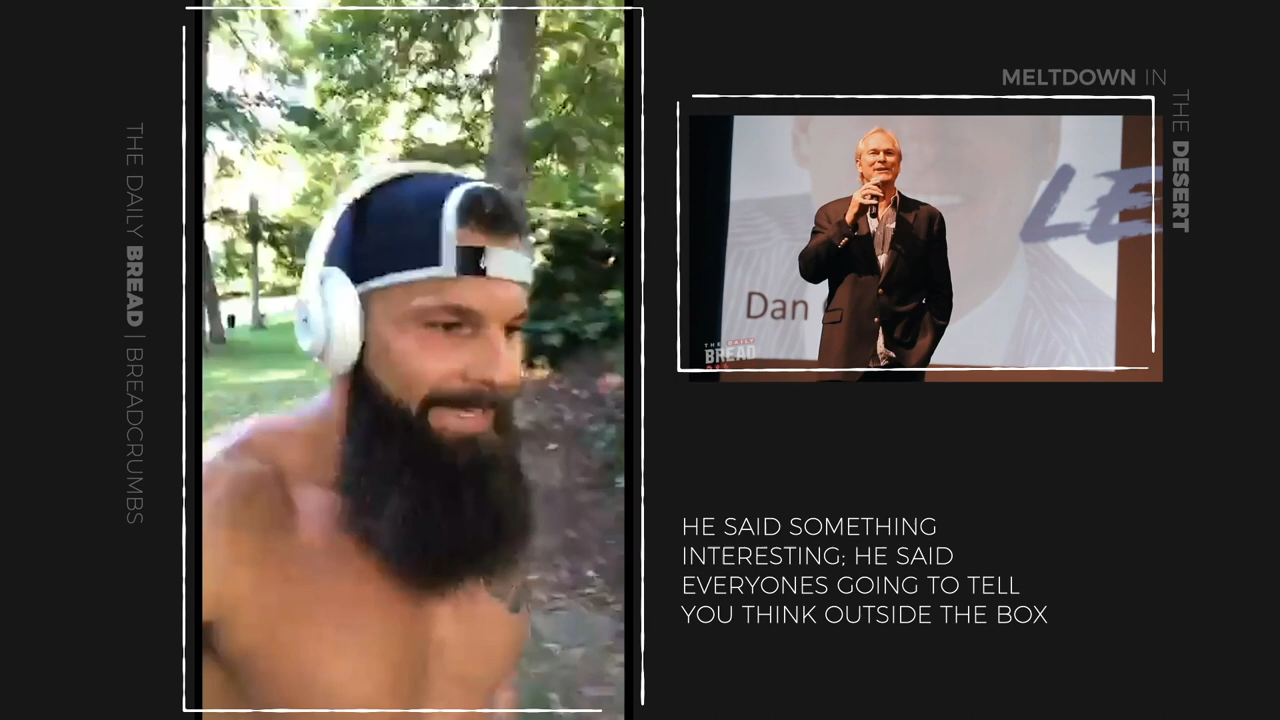 THE DAILY BREAD | BREADCRUMBS
MELTDOWN IN
THE DESERT
LE
Dan
THE DAILY
BREAD
HE SAID SOMETHING
INTERESTING; HE SAID
EVERYONES GOING TO TELL
YOU THINK OUTSIDE THE BOX